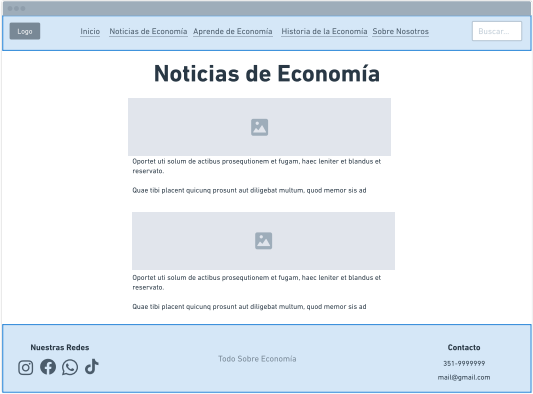 Logo
Inicio Noticias de Economía Aprende de Economía Historia de la Economía Sobre Nosotros
Buscar...
Noticias de Economía
Oportet uti solum de actibus prosequtionem et fugam, haec leniter et blandus et
reservato.
Quae tibi placent quicunq prosunt aut diligebat multum, quod memor sis ad
Oportet uti solum de actibus prosequtionem et fugam, haec leniter et blandus et
reservato.
Quae tibi placent quicunq prosunt aut diligebat multum, quod memor sis ad
Nuestras Redes
Todo Sobre Economía
Contacto
351-9999999
mail@gmail.com